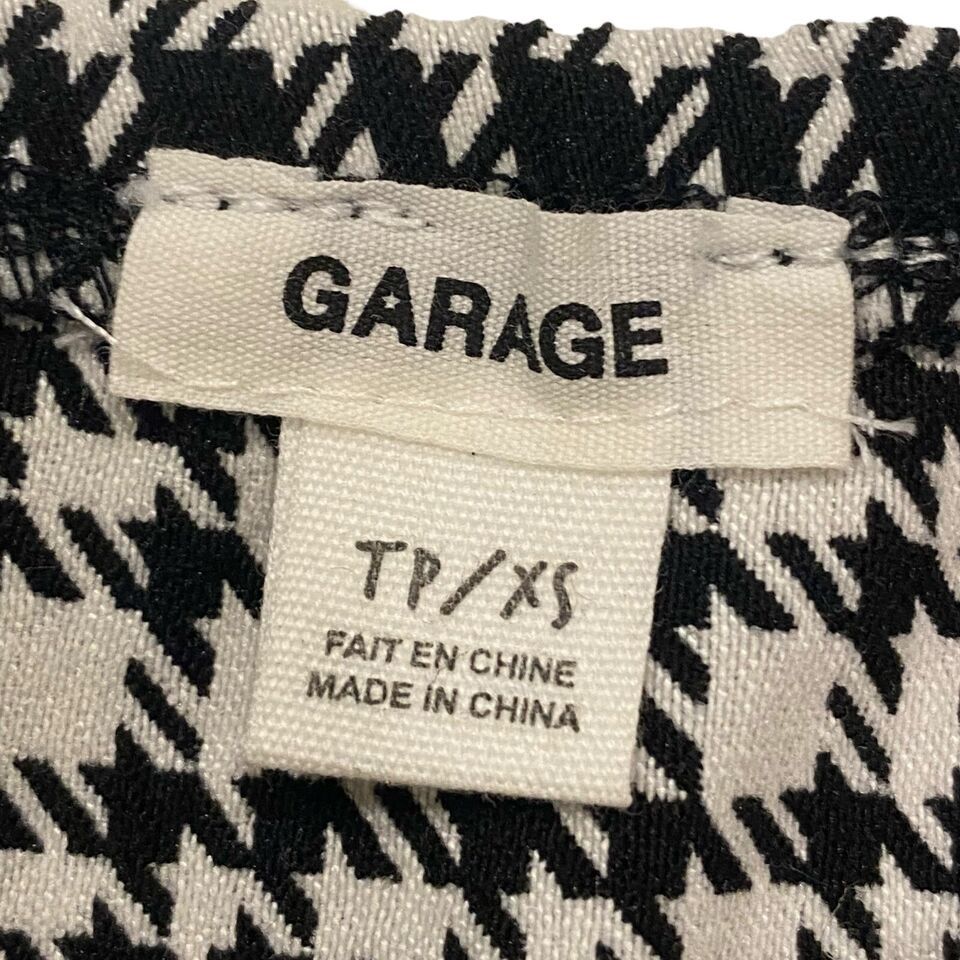 GARAGE
TP/XS
FAIT EN CHINE
MADE IN CHINA